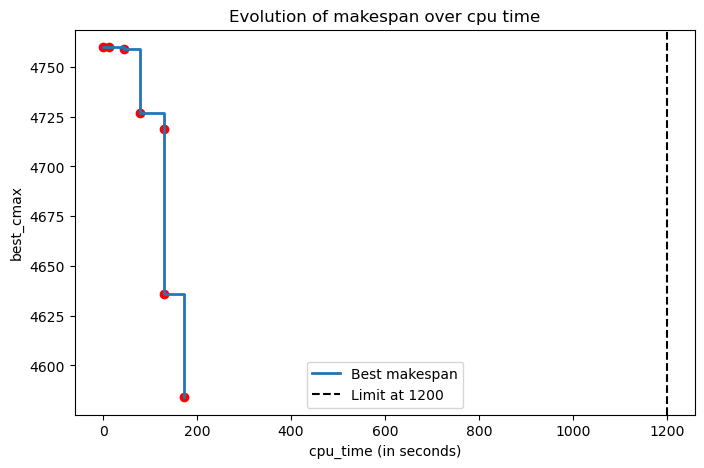 Evolution of makespan over cpu time
best_cmax
4750
4725
4700
4675
4650
4625
4600
Best makespan
Limit at 1200
0 200 400 600 800 1000 1200
cpu_time (in seconds)